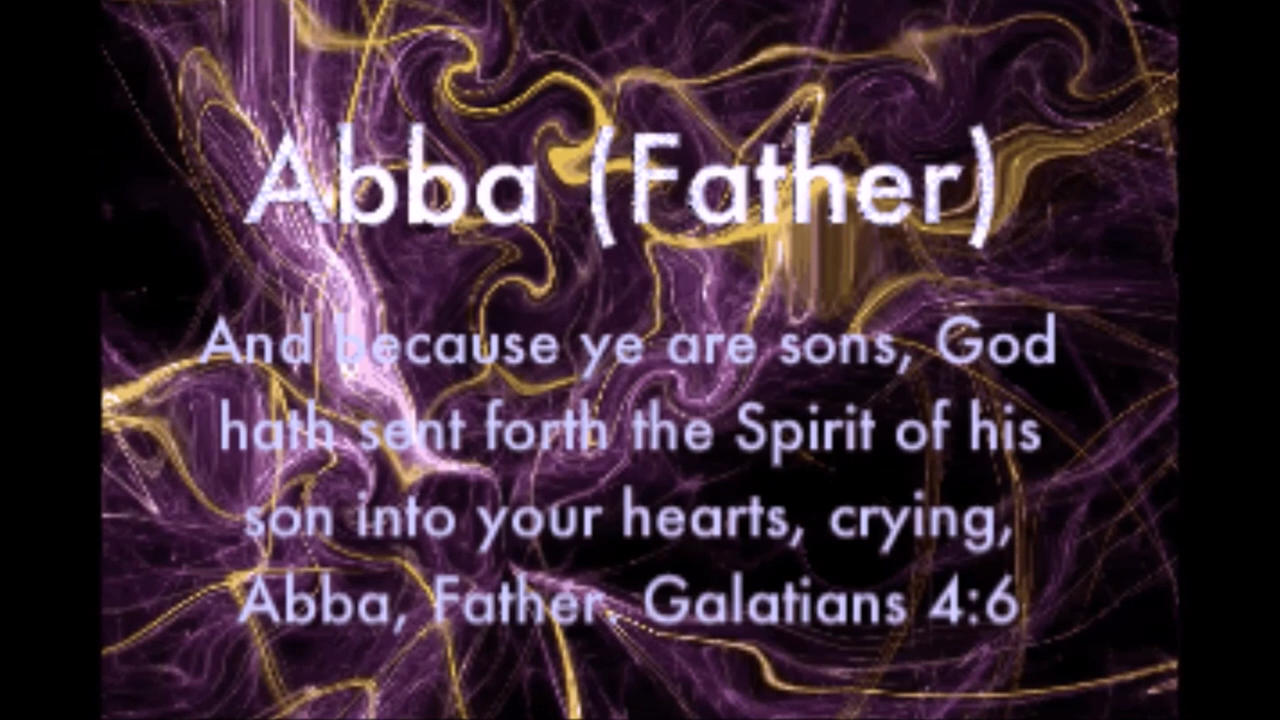 Abba (Father)
And because ye are sons, God
hath sent forth the Spirit of his
son into your hearts, crying,
Abba, Father. Galatians 4:6